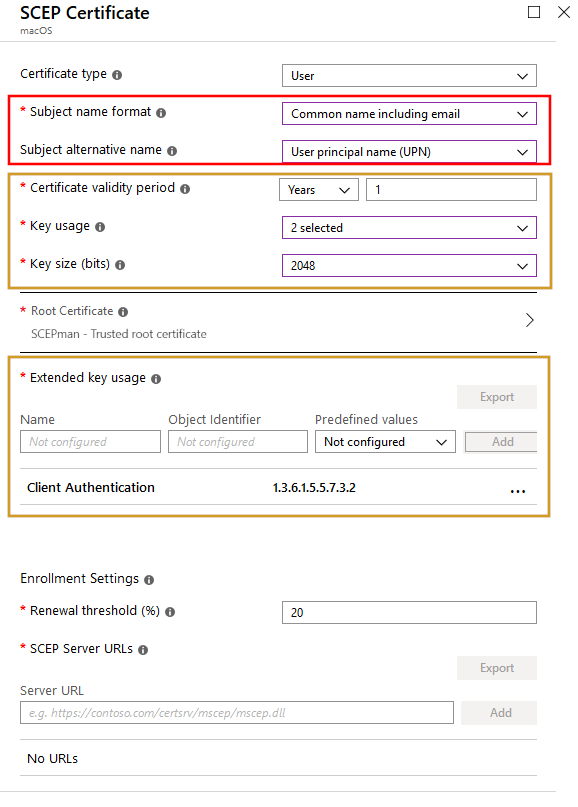 SCEP Certificate
macOS
Certificate type User
* Subject name format Common name including email
Subject alternative name User principal name (UPN)
* Certificate validity period Years 1
* Key usage 2 selected
* Key size (bits) 2048
* Root Certificate
SCEPman - Trusted root certificate
* Extended key usage
Export
Name Object Identifier Predefined values
Not configured Not configured Not configured Add
Client Authentication 1.3.6.1.5.5.7.3.2 ...
Enrollment Settings
* Renewal threshold (%) 20
* SCEP Server URLs
Export
Server URL
e.g. https://contoso.com/certsrv/mscep/mscep.dll Add
No URLs